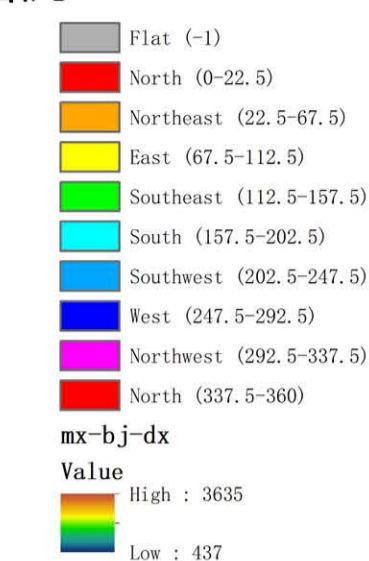 Flat (-1)
North (0-22.5)
Northeast (22.5-67.5)
East (67.5-112.5)
Southeast (112.5-157.5)
South (157.5-202.5)
Southwest (202.5-247.5)
West (247.5-292.5)
Northwest (292.5-337.5)
North (337.5-360)
mx-bj-dx
Value
High : 3635
Low : 437